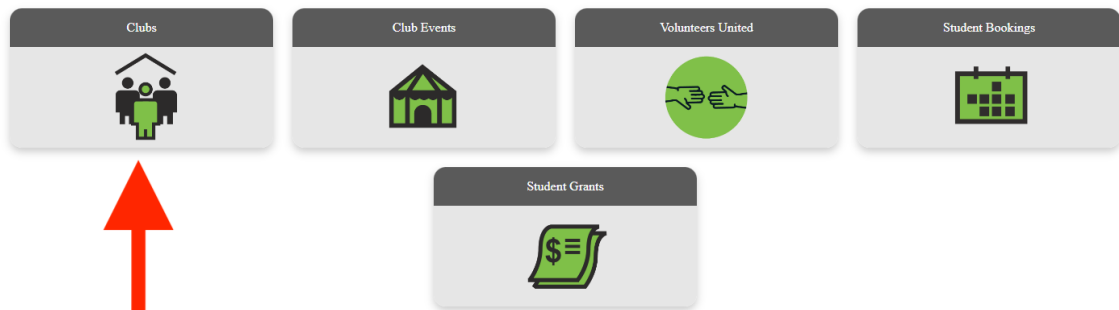 Clubs
Club Events
Volunteers United
Student Bookings
Student Grants
$